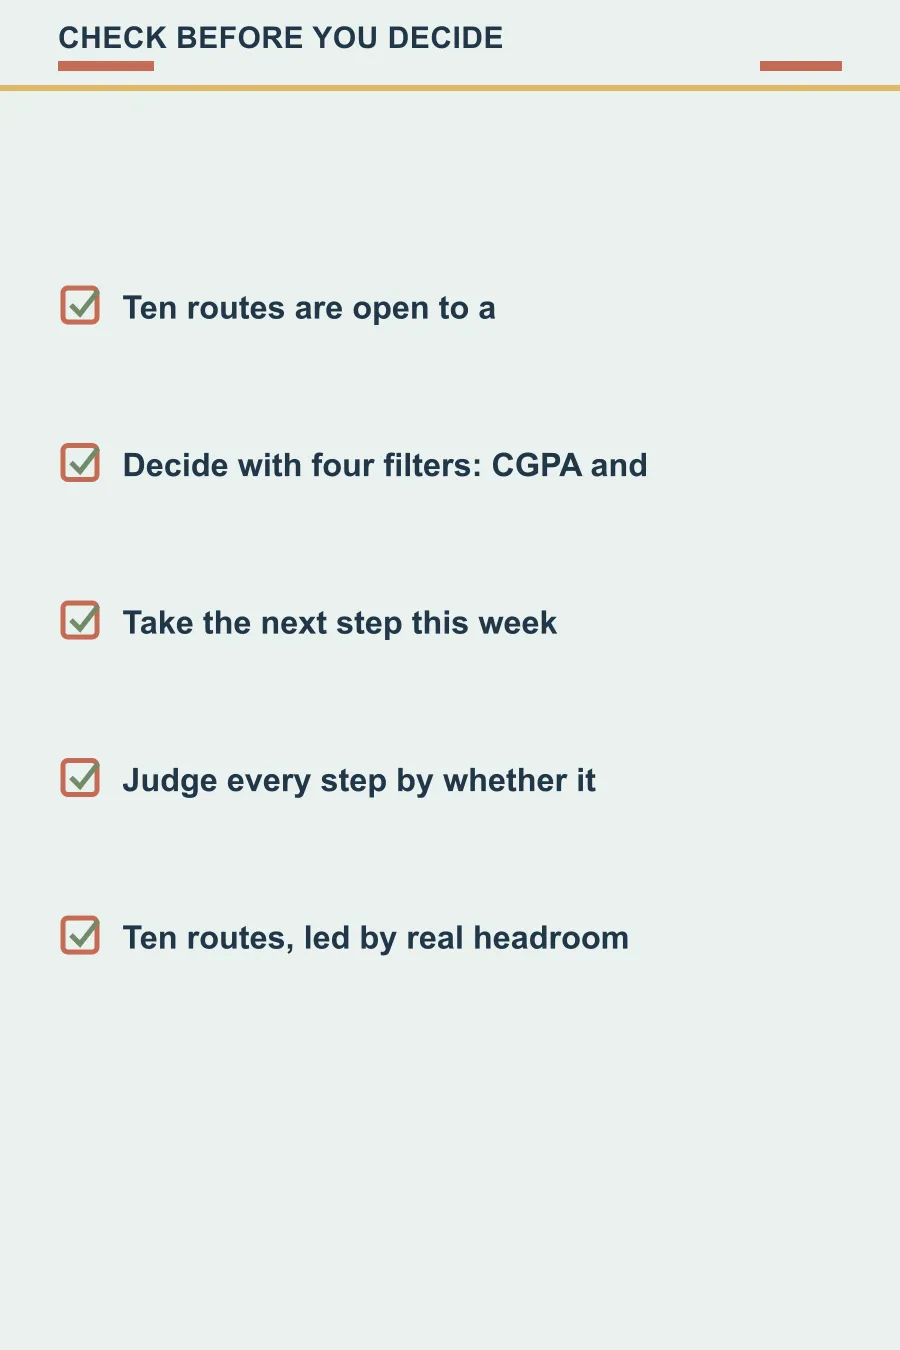 CHECK BEFORE YOU DECIDE
Ten routes are open to a
Decide with four filters: CGPA and
Take the next step this week
Judge every step by whether it
Ten routes, led by real headroom